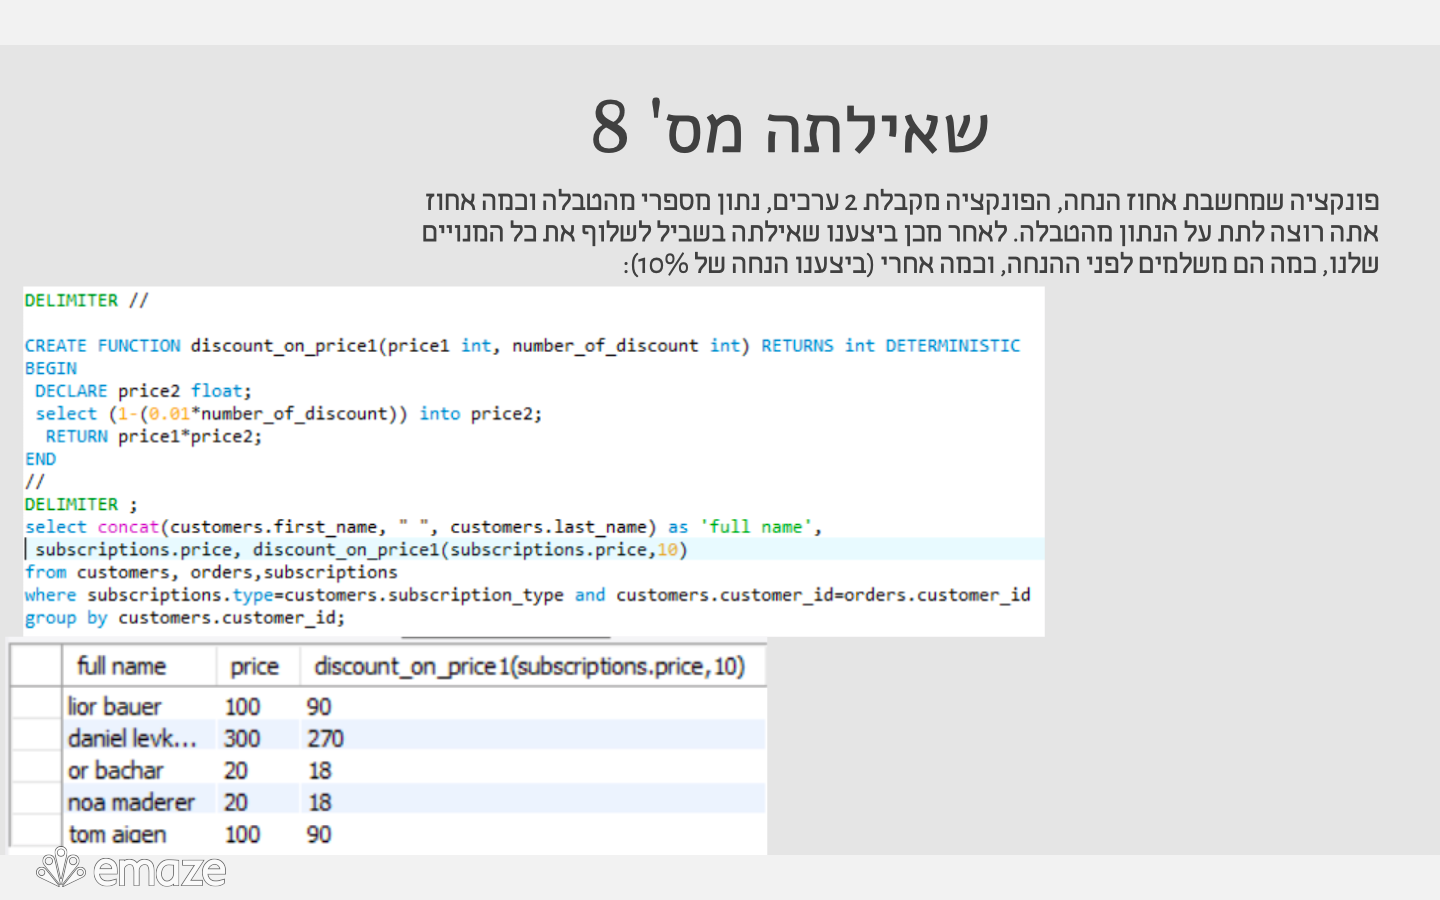 שאילתה מס' 8
פונקציה שמחשבת אחוז הנחה, הפונקציה מקבלת 2 ערכים, נתון מספרי מהטבלה וכמה אחוז
אתה רוצה לתת על הנתון מהטבלה. לאחר מכן ביצענו שאילתה בשביל לשלוף את כל המנויים
שלנו, כמה הם משלמים לפני ההנחה, וכמה אחרי (ביצענו הנחה של 10%):
DELIMITER //
CREATE FUNCTION discount_on_price1(price1 int, number_of_discount int) RETURNS int DETERMINISTIC
BEGIN
DECLARE price2 float;
select (1-(0.01*number_of_discount)) into price2;
RETURN price1*price2;
END
//
DELIMITER ;
select concat(customers.first_name, " ", customers.last_name) as 'full name',
subscriptions.price, discount_on_price1(subscriptions.price,10)
from customers, orders,subscriptions
where subscriptions.type=customers.subscription_type and customers.customer_id=orders.customer_id
group by customers.customer_id;
full name price discount_on_price1(subscriptions.price,10)
lior bauer 100 90
daniel levk... 300 270
or bachar 20 18
noa maderer 20 18
tom aigen 100 90
emaze